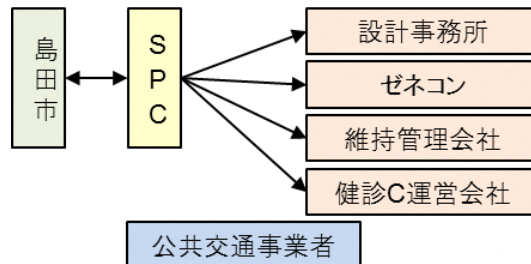 島田市
SPC
設計事務所
ゼネコン
維持管理会社
健診C運営会社
公共交通事業者